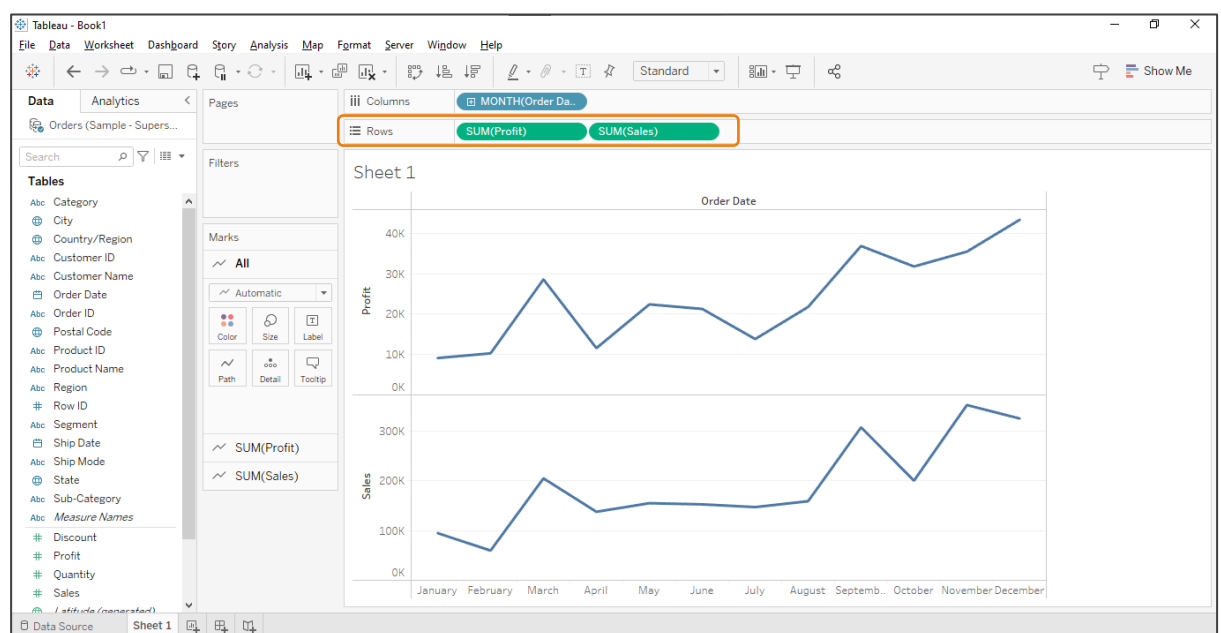 Tableau - Book1
File Data Worksheet Dashboard Story Analysis Map Format Server Window Help
Standard
Show Me
Data Analytics
Orders (Sample - Supers...
Search
Tables
Abc Category
City
Country/Region
Abc Customer ID
Abc Customer Name
Order Date
Abc Order ID
Postal Code
Abc Product ID
Abc Product Name
Abc Region
# Row ID
Abc Segment
Ship Date
Abc Ship Mode
State
Abc Sub-Category
Abc Measure Names
# Discount
# Profit
# Quantity
# Sales
Latitude (generated)
Pages
Filters
Marks
All
Automatic
Color Size Label
Path Detail Tooltip
SUM(Profit)
SUM(Sales)
Columns MONTH(Order Da..
Rows SUM(Profit) SUM(Sales)
Sheet 1
Order Date
Profit
40K
30K
20K
10K
0K
Sales
300K
200K
100K
0K
January February March April May June July August Septemb.. October November December
Data Source Sheet 1